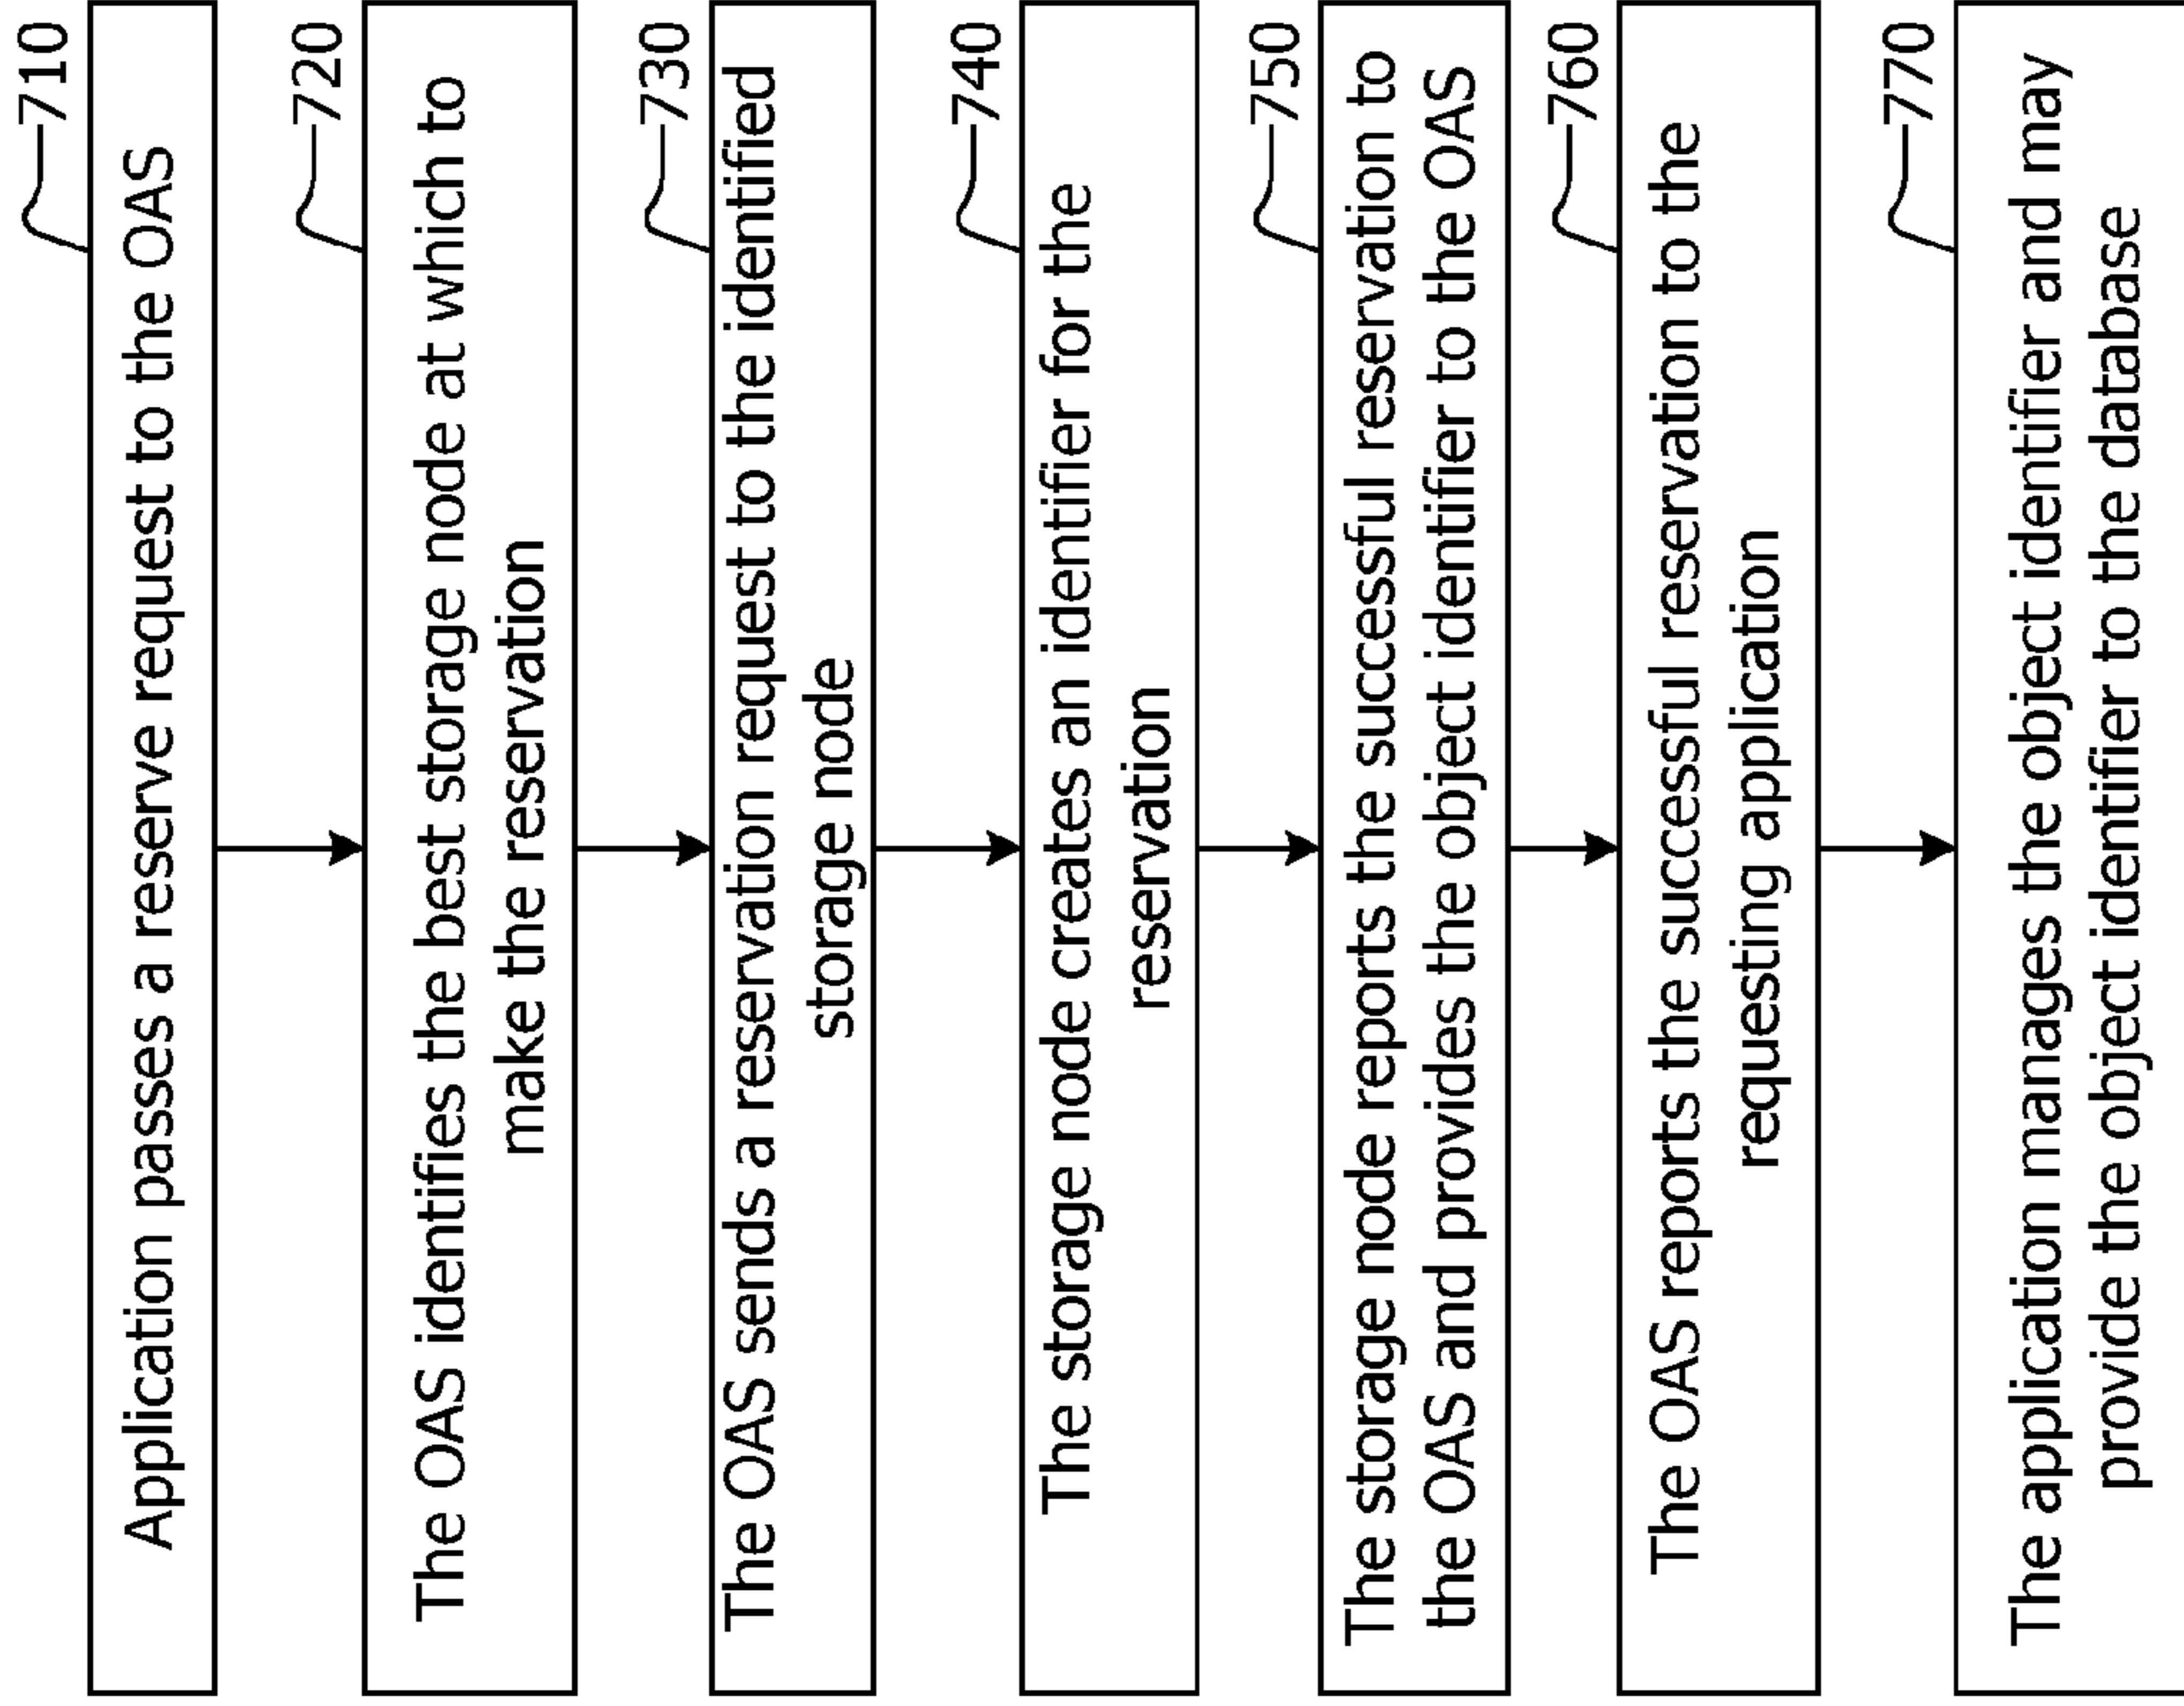 710
Application passes a reserve request to the OAS
720
The OAS identifies the best storage node at which to
make the reservation
730
The OAS sends a reservation request to the identified
storage node
740
The storage node creates an identifier for the
reservation
750
The storage node reports the successful reservation to
the OAS and provides the object identifier to the OAS
760
The OAS reports the successful reservation to the
requesting application
770
The application manages the object identifier and may
provide the object identifier to the database